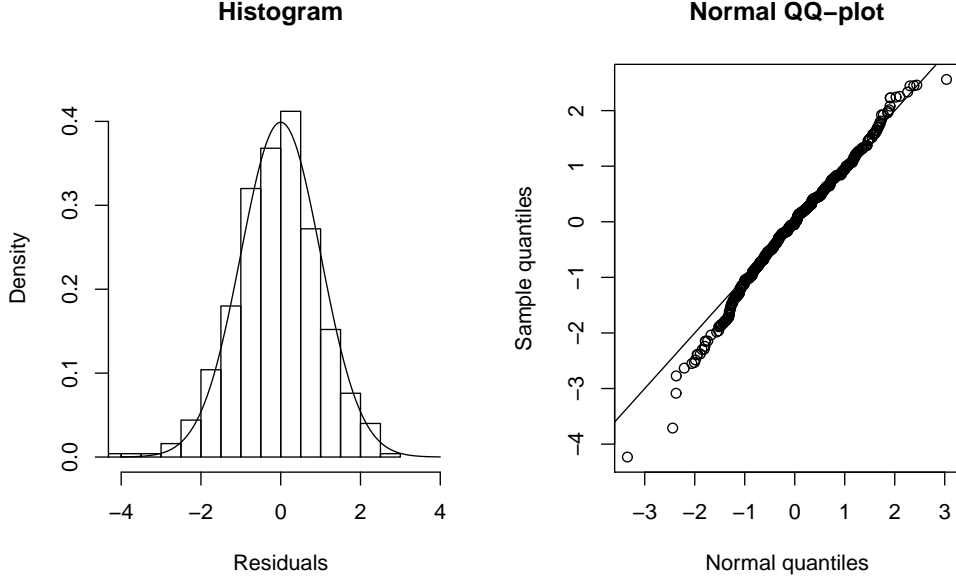 Histogram
Density
0.0 0.1 0.2 0.3 0.4
−4 −2 0 2 4
Residuals
Normal QQ−plot
Sample quantiles
−4 −3 −2 −1 0 1 2
−3 −2 −1 0 1 2 3
Normal quantiles